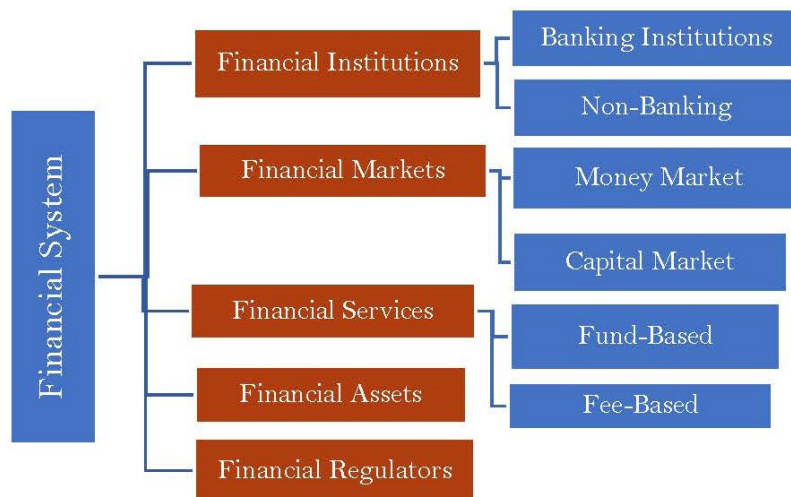 Financial System
Financial Institutions
Banking Institutions
Non-Banking
Financial Markets
Money Market
Capital Market
Financial Services
Fund-Based
Fee-Based
Financial Assets
Financial Regulators